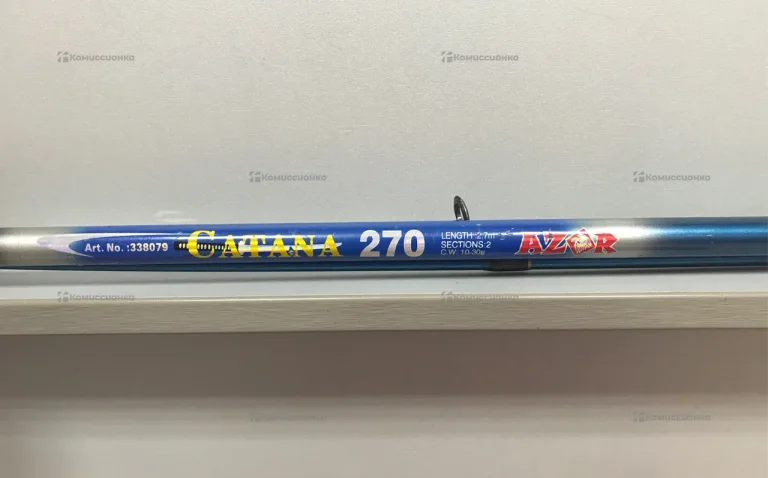 Комиссионка Комиссионка
Комиссионка Комиссионка
Art. No. :338079 CATANA 270
LENGTH :2.7m
SECTIONS:2
C.W: 10-30g
AZOR
Комиссионка Комиссионка
Комиссионка Комиссионка